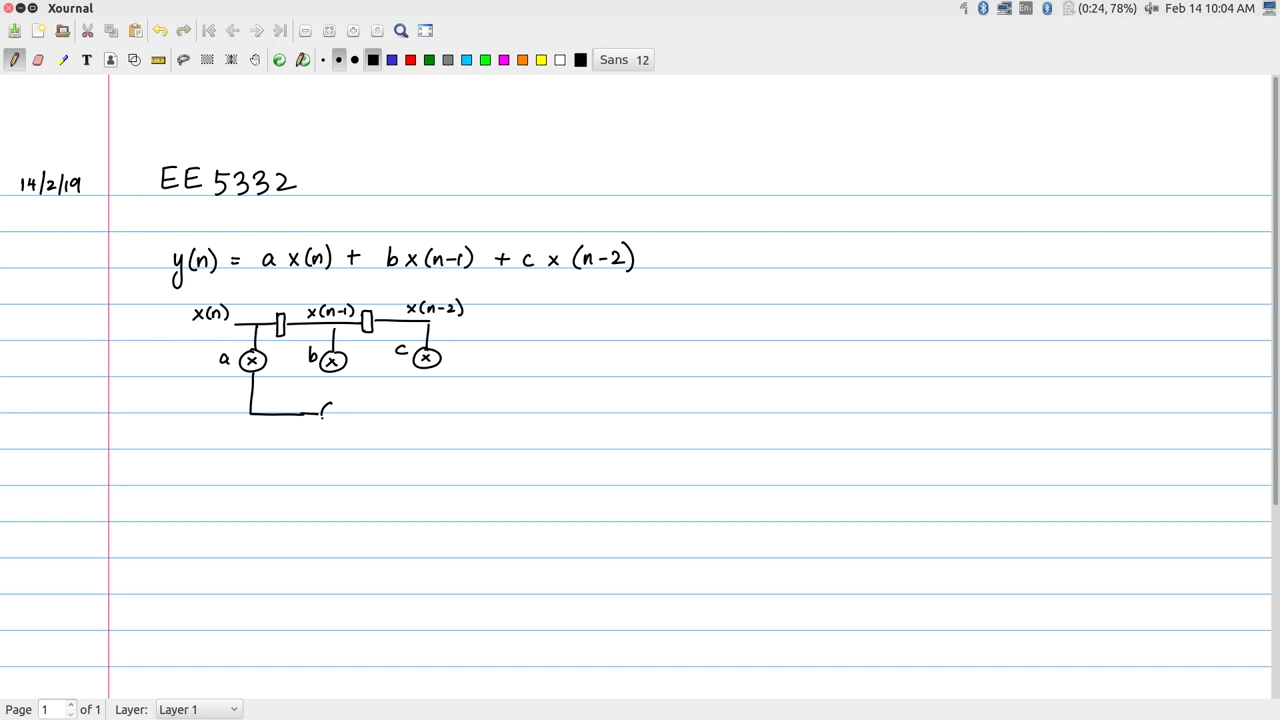 Xournal
(0:24, 78%)
Feb 14 10:04 AM
En
T
Sans 12
14/2/19
EE 5332
y(n) = a x(n) + b x(n-1) + c x (n-2)
x(n) x(n-1) x(n-2)
a x b x c x
Page 1 of 1 Layer: Layer 1